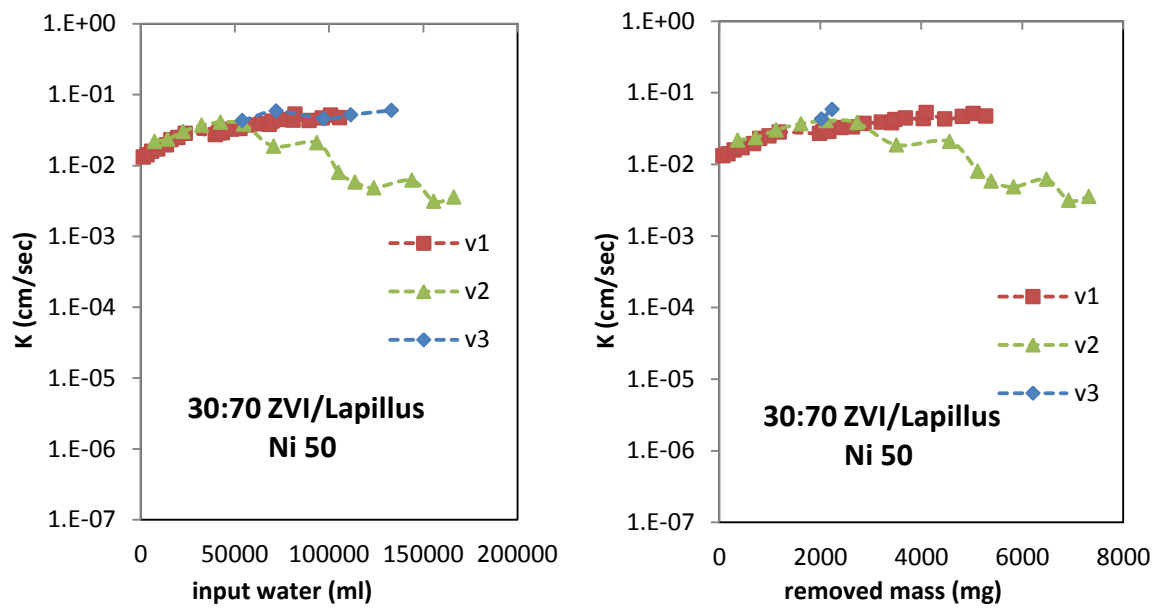 1.E+00
1.E-01
1.E-02
1.E-03
1.E-04
1.E-05
1.E-06
1.E-07
K (cm/sec)
v1
v2
v3
30:70 ZVI/Lapillus
Ni 50
0 50000 100000 150000 200000
input water (ml)
1.E+00
1.E-01
1.E-02
1.E-03
1.E-04
1.E-05
1.E-06
1.E-07
K (cm/sec)
v1
v2
v3
30:70 ZVI/Lapillus
Ni 50
0 2000 4000 6000 8000
removed mass (mg)